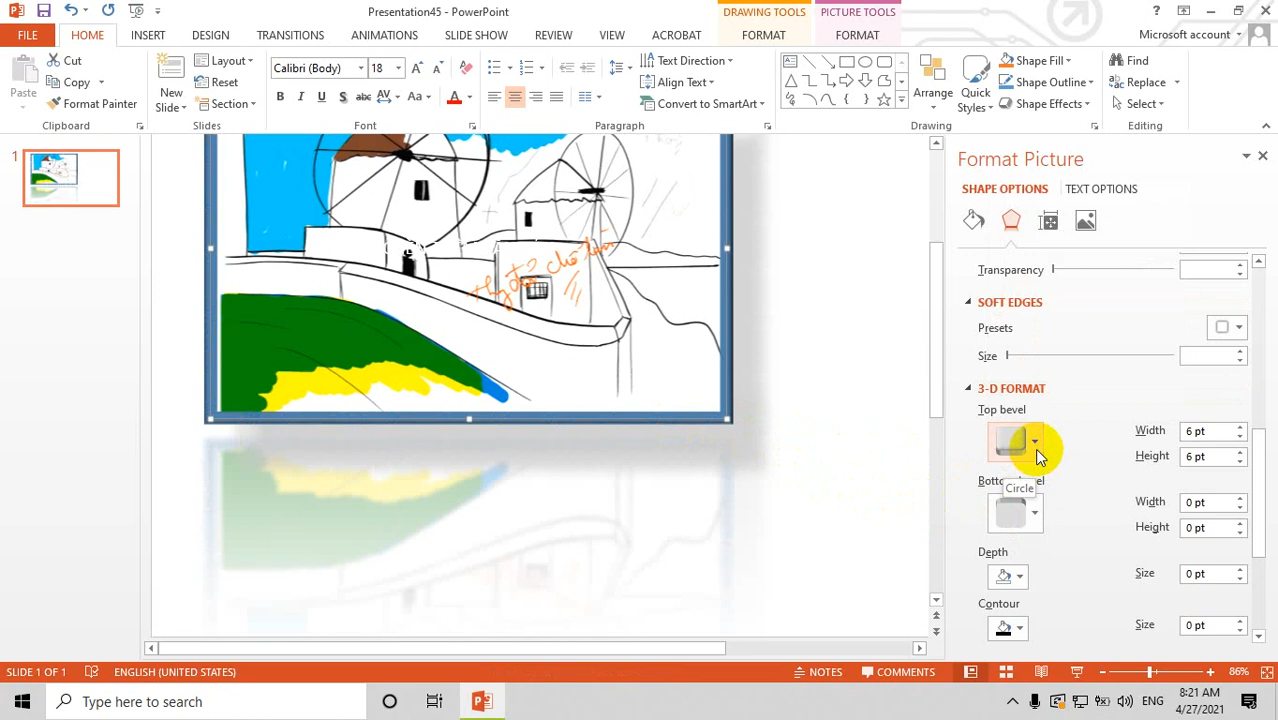 Presentation45 - PowerPoint
DRAWING TOOLS
PICTURE TOOLS
FILE
HOME
INSERT
DESIGN
TRANSITIONS
ANIMATIONS
SLIDE SHOW
REVIEW
VIEW
ACROBAT
FORMAT
FORMAT
Microsoft account
Paste
Cut
Copy
Format Painter
Clipboard
New Slide
Layout
Reset
Section
Slides
Calibri (Body)
18
B I U S abc AV Aa A
Font
Text Direction
Align Text
Convert to SmartArt
Paragraph
Arrange
Quick Styles
Shape Fill
Shape Outline
Shape Effects
Drawing
Find
Replace
Select
Editing
1
Format Picture
SHAPE OPTIONS
TEXT OPTIONS
Transparency
SOFT EDGES
Presets
Size
3-D FORMAT
Top bevel
Width 6 pt
Height 6 pt
Circle
Width 0 pt
Height 0 pt
Depth
Size 0 pt
Contour
Size 0 pt
SLIDE 1 OF 1
ENGLISH (UNITED STATES)
NOTES
COMMENTS
86%
Type here to search
ENG
8:21 AM
4/27/2021